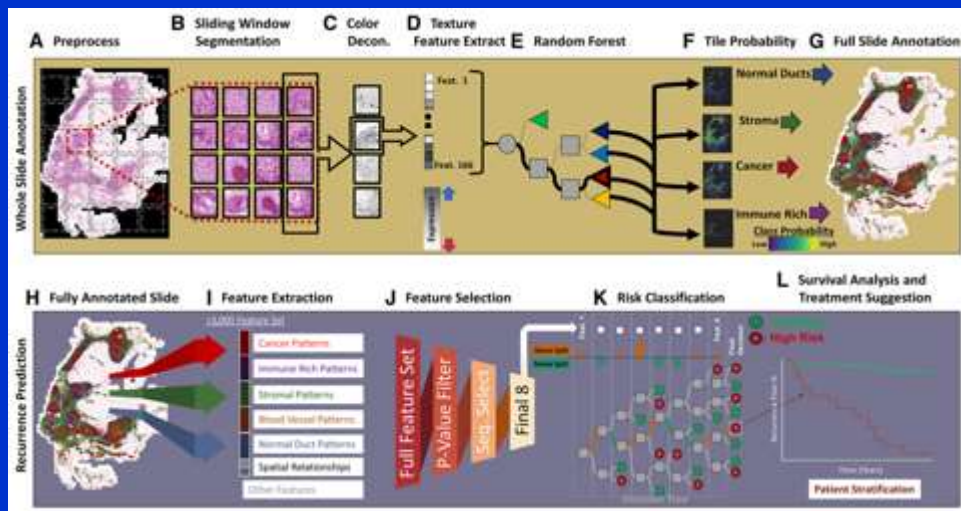 A Preprocess
B Sliding Window
Segmentation
C Color
Decon.
D Texture
Feature Extract
E Random Forest
F Tile Probability
G Full Slide Annotation
Whole Slide Annotation
Feat. 1
Feat. 166
Expression
Normal Ducts
Stroma
Cancer
Immune Rich
Class Probability
Low
High
H Fully Annotated Slide
I Feature Extraction
J Feature Selection
K Risk Classification
L Survival Analysis and
Treatment Suggestion
Recurrence Prediction
Cancer Patterns
Immune Rich Patterns
Stromal Patterns
Blood Vessel Patterns
Normal Duct Patterns
Spatial Relationships
Other Features
Full Feature Set
P-Value Filter
Seq. Select
Final 8
High Risk
Patient Stratification